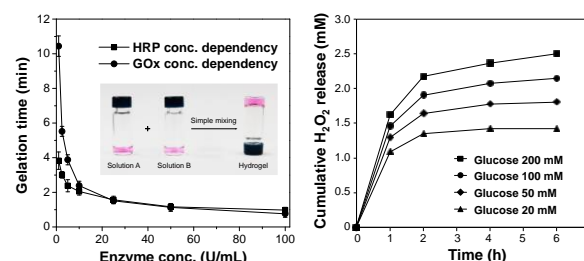 12
10
8
6
4
2
0
Gelation time (min)
HRP conc. dependency
GOx conc. dependency
Simple mixing
+
Solution A
Solution B
Hydrogel
0 20 40 60 80 100
Enzyme conc. (U/mL)
3.0
2.5
2.0
1.5
1.0
0.5
0.0
Cumulative H₂O₂ release (mM)
Glucose 200 mM
Glucose 100 mM
Glucose 50 mM
Glucose 20 mM
0 1 2 3 4 5 6
Time (h)